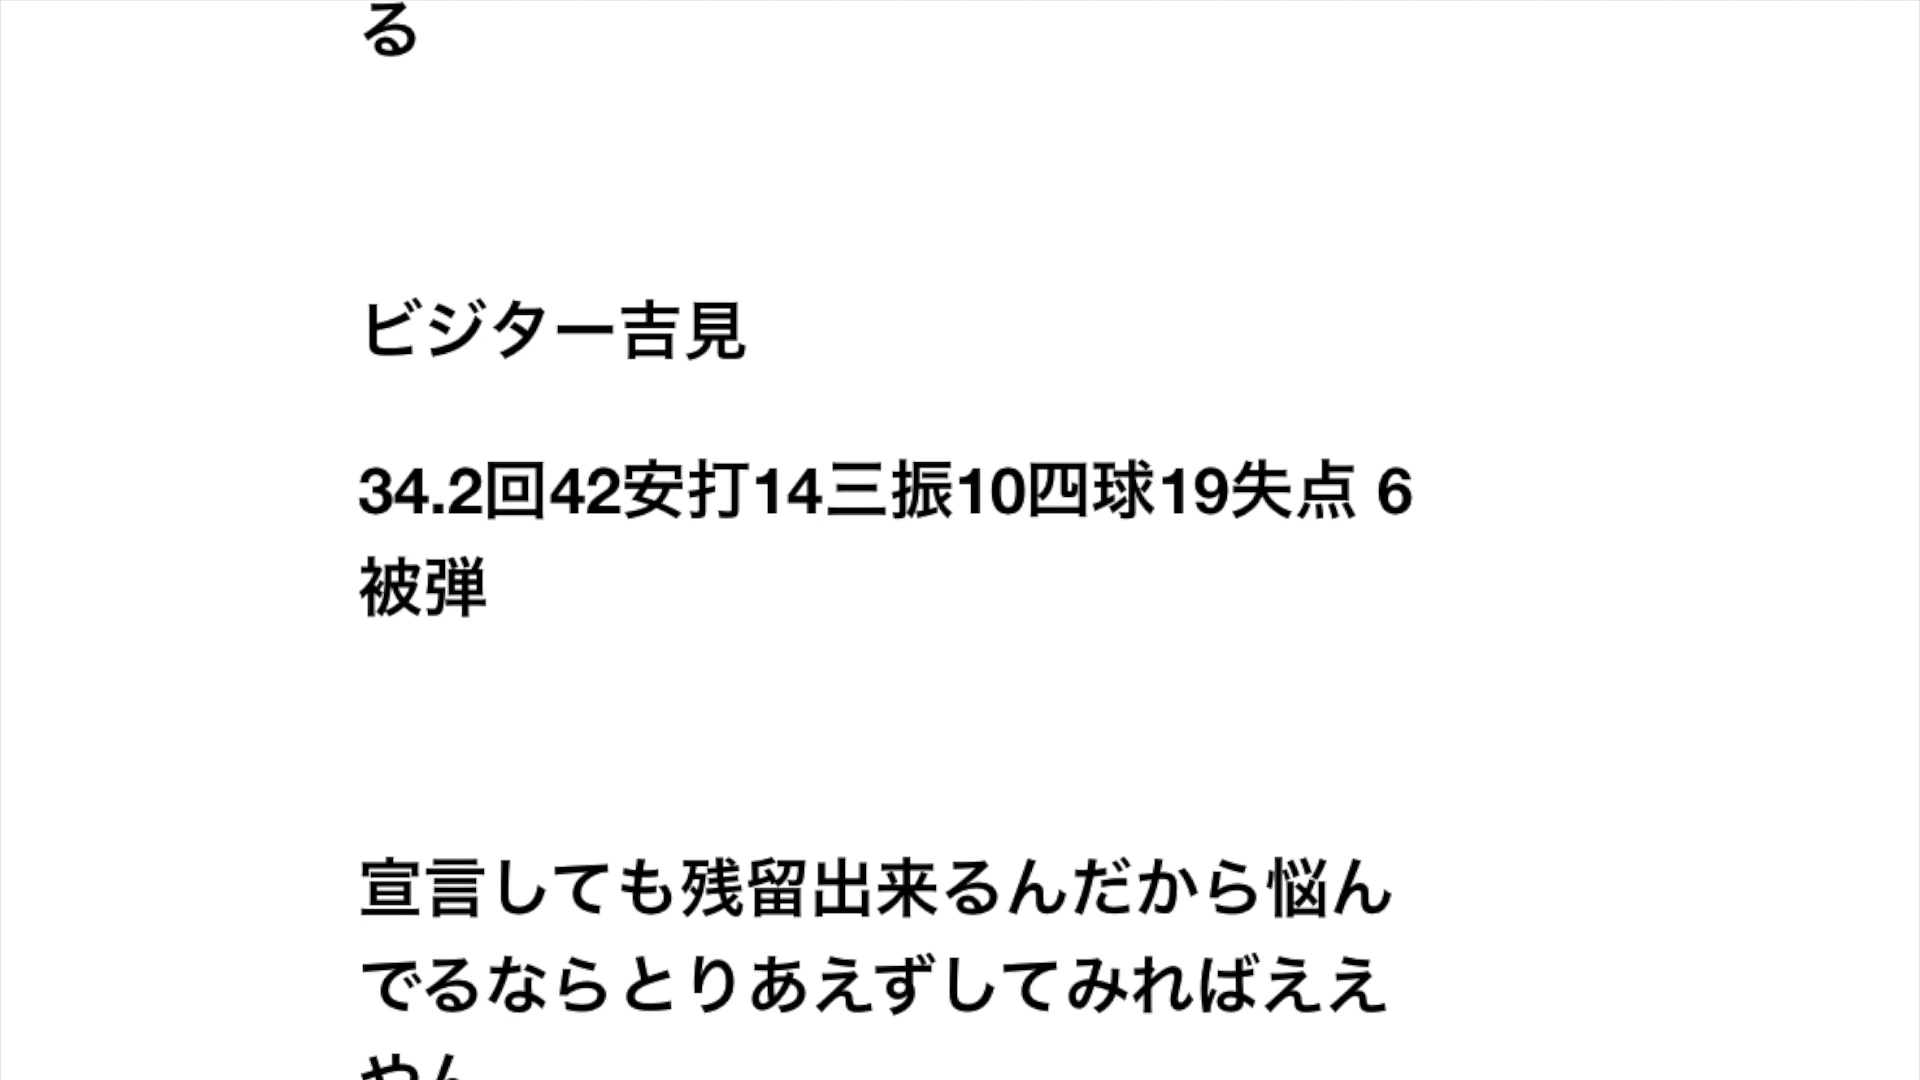 る
ビジター吉見
34.2回42安打14三振10四球19失点 6
被弾
宣言しても残留出来るんだから悩ん
でるならとりあえずしてみればええ
やん